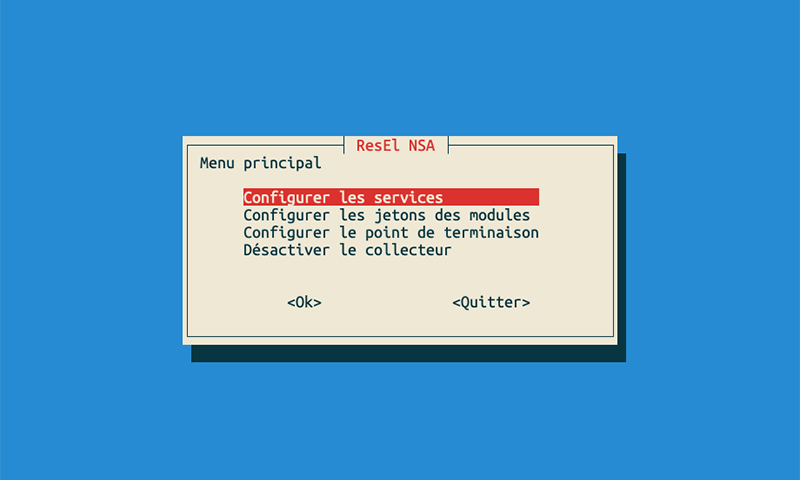 ResEl NSA
Menu principal
Configurer les services
Configurer les jetons des modules
Configurer le point de terminaison
Désactiver le collecteur
<Ok> <Quitter>